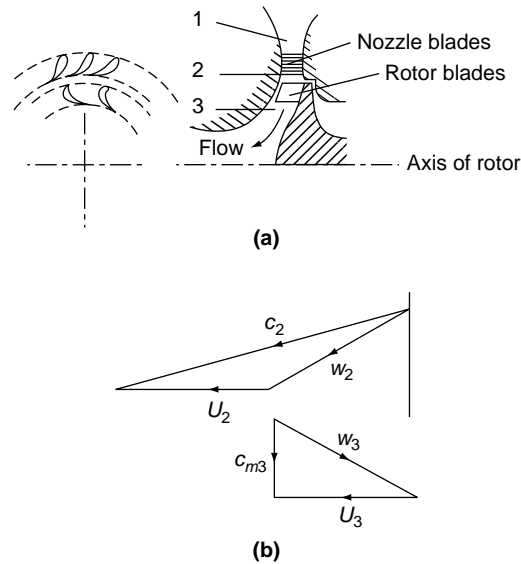 1
Nozzle blades
2
Rotor blades
3
Flow
Axis of rotor
(a)
c2
w2
U2
w3
cm3
U3
(b)